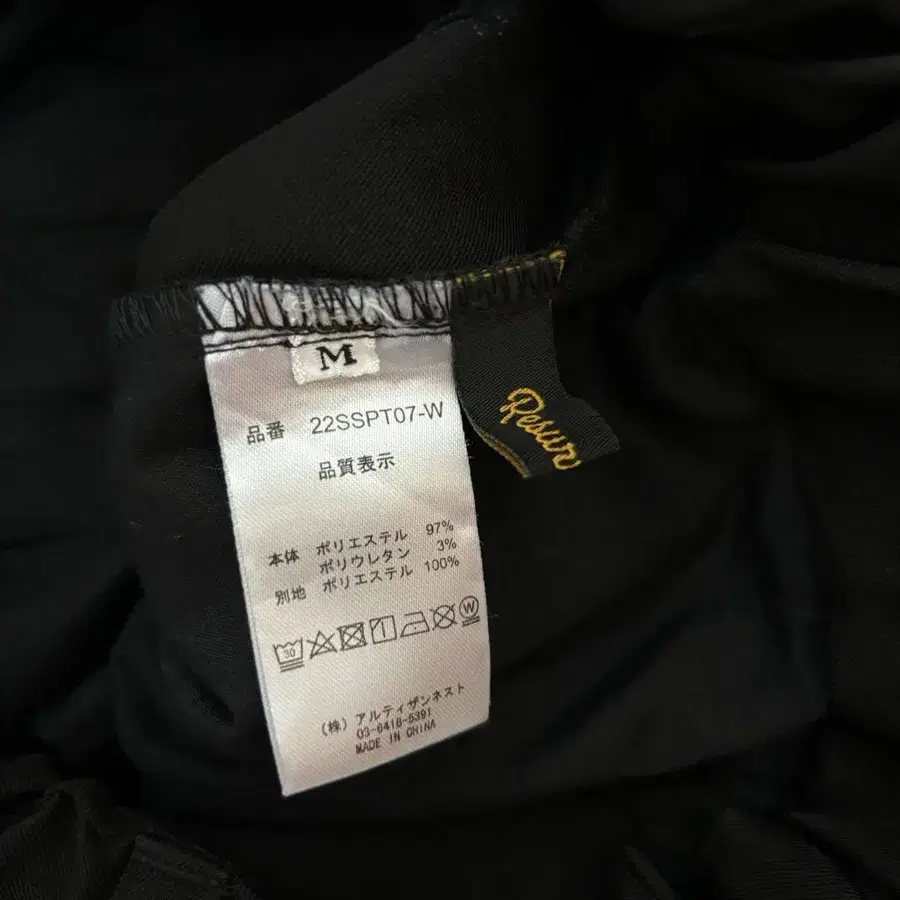 M
品番 22SSPT07-W
品質表示
本体 ポリエステル 97%
ポリウレタン 3%
別地 ポリエステル 100%
30
W
(株) アルティザンネスト
03-6416-5391
MADE IN CHINA
Resur